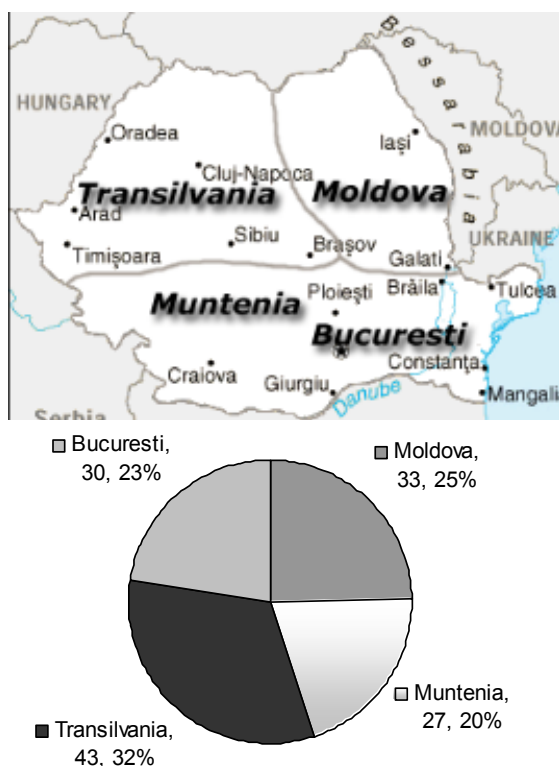 Bessarabia
HUNGARY
MOLDOVA
Oradea
Iași
Cluj-Napoca
Transilvania
Moldova
Arad
UKRAINE
Timișoara
Sibiu
Brașov
Galati
Brăila
Tulcea
Muntenia
Ploiești
Bucuresti
Craiova
Constanța
Giurgiu
Danube
Mangalia
Serbia
Bucuresti,
30, 23%
Moldova,
33, 25%
Muntenia,
27, 20%
Transilvania,
43, 32%